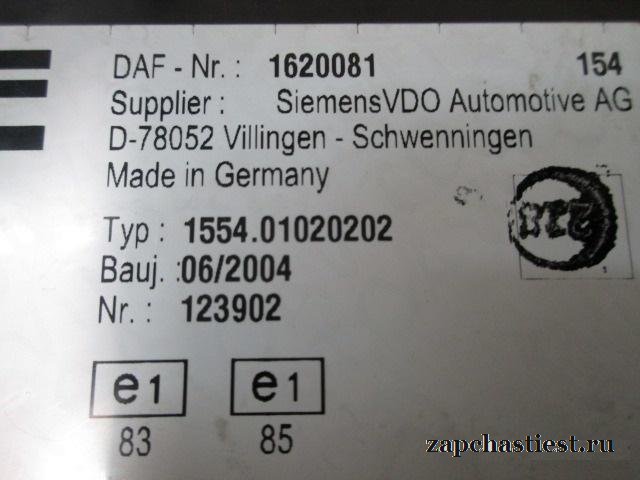 DAF - Nr. : 1620081 154
Supplier : SiemensVDO Automotive AG
D-78052 Villingen - Schwenningen
Made in Germany
Typ : 1554.01020202
Bauj. :06/2004
Nr. : 123902
e1 e1
83 85
zapchastiest.ru